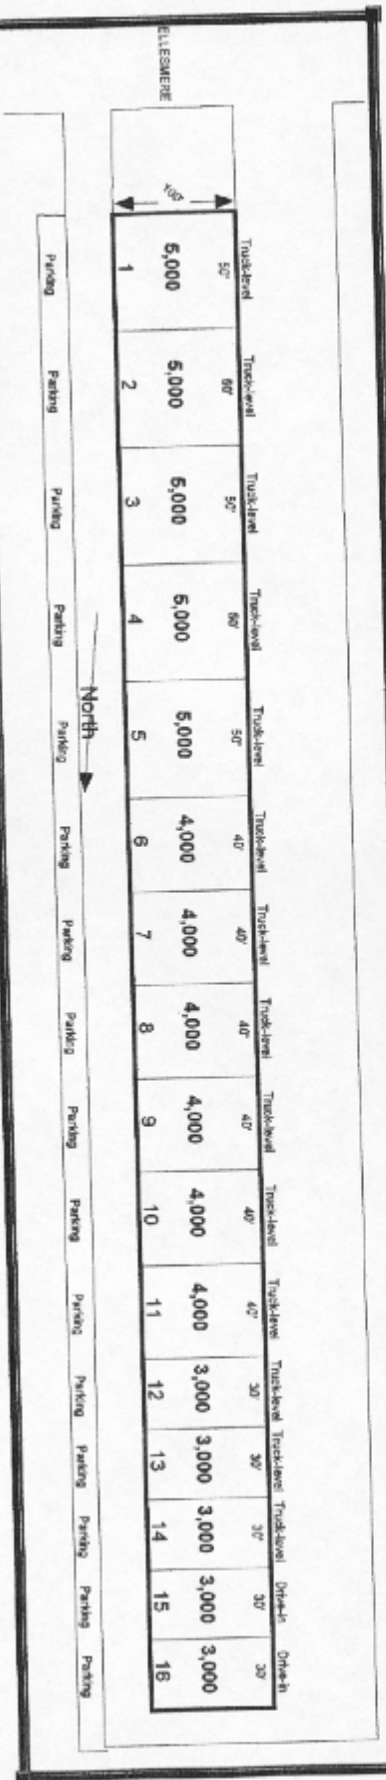 ELLESMERE
100'
Truck-level
50'
5,000
1
Parking
Truck-level
50'
5,000
2
Parking
Truck-level
50'
5,000
3
Parking
Truck-level
50'
5,000
4
Parking
North
Truck-level
50'
5,000
5
Parking
Truck-level
40'
4,000
6
Parking
Truck-level
40'
4,000
7
Parking
Truck-level
40'
4,000
8
Parking
Truck-level
40'
4,000
9
Parking
Truck-level
40'
4,000
10
Parking
Truck-level
40'
4,000
11
Parking
Truck-level
30'
3,000
12
Parking
Truck-level
30'
3,000
13
Parking
Truck-level
30'
3,000
14
Parking
Drive-in
30'
3,000
15
Parking
Drive-in
30'
3,000
16
Parking